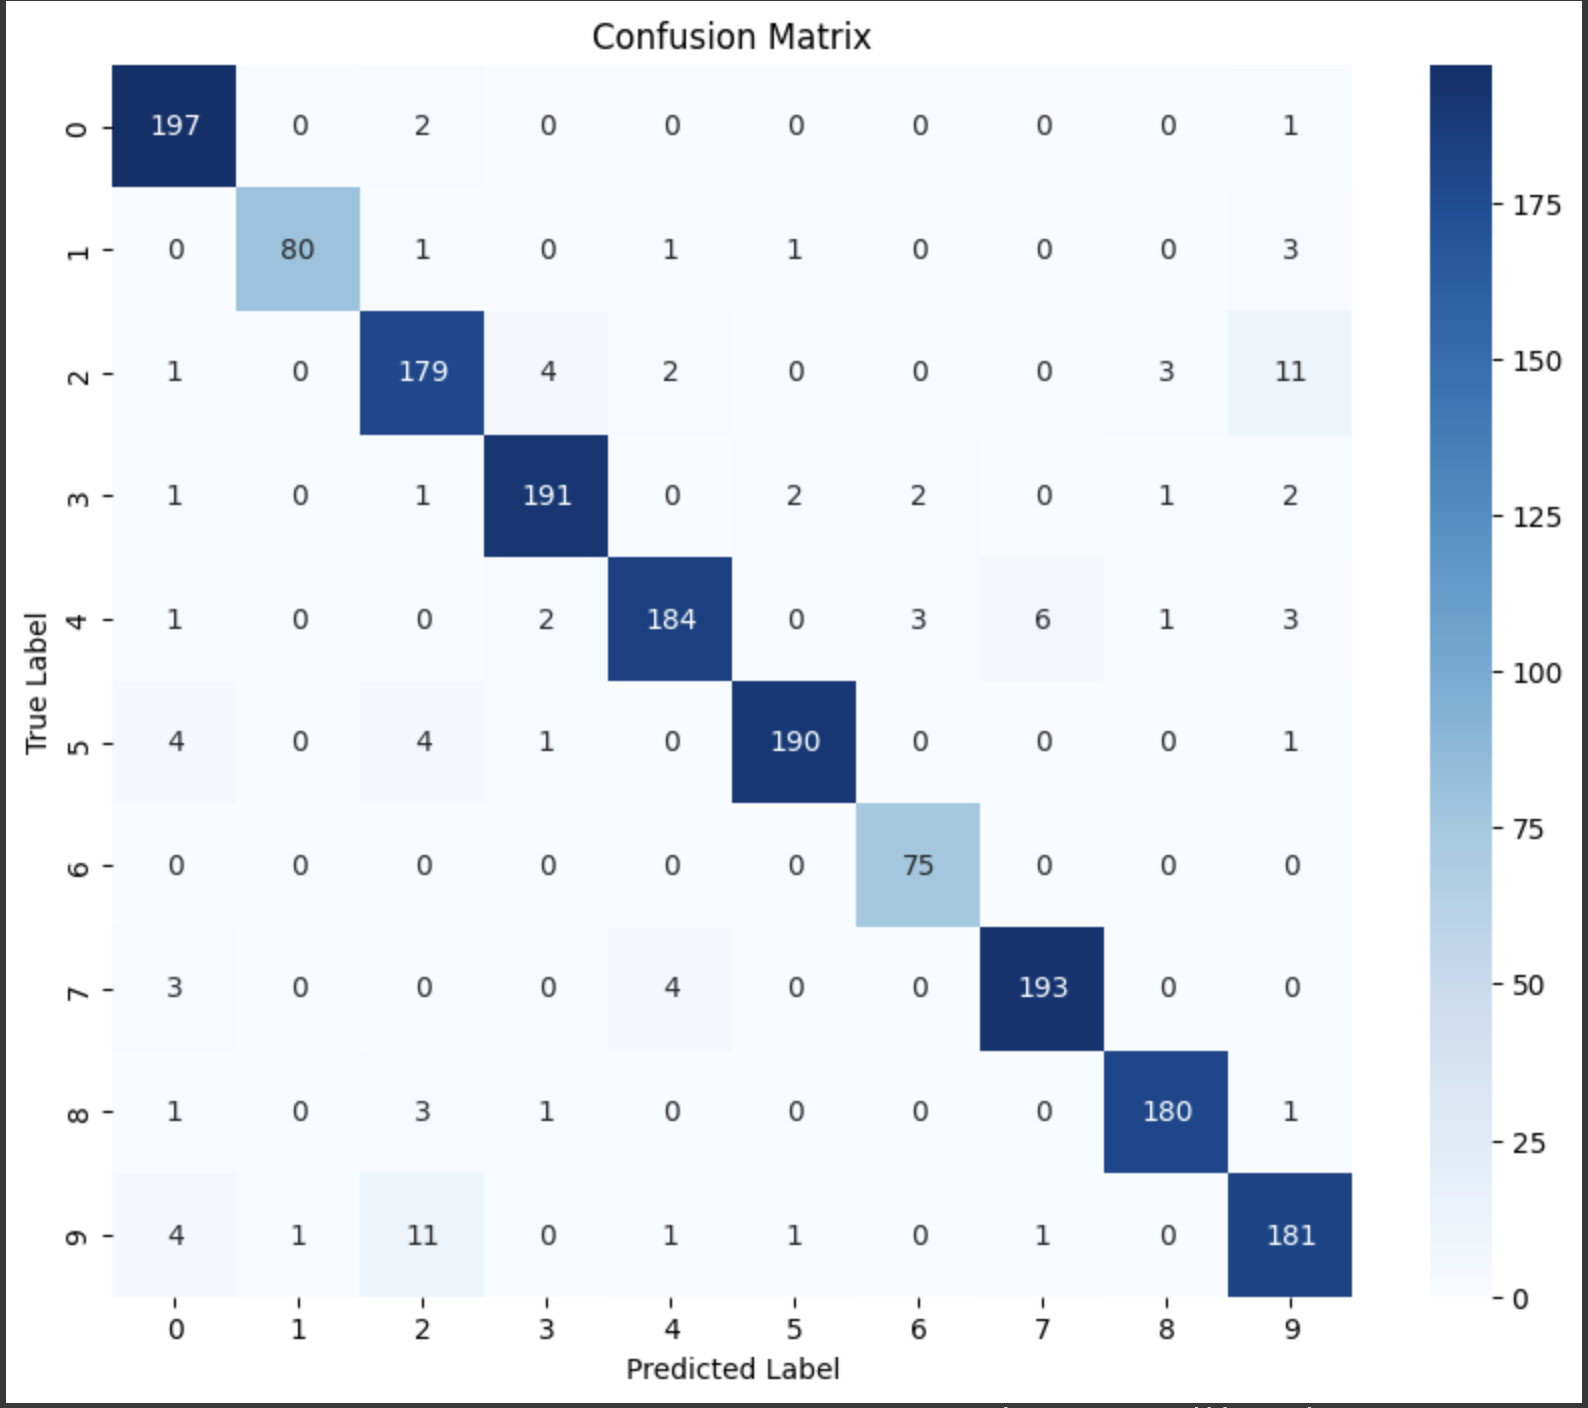 Confusion Matrix
0 197 0 2 0 0 0 0 0 0 1
1 0 80 1 0 1 1 0 0 0 3
2 1 0 179 4 2 0 0 0 3 11
3 1 0 1 191 0 2 2 0 1 2
4 1 0 0 2 184 0 3 6 1 3
5 4 0 4 1 0 190 0 0 0 1
6 0 0 0 0 0 0 75 0 0 0
7 3 0 0 0 4 0 0 193 0 0
8 1 0 3 1 0 0 0 0 180 1
9 4 1 11 0 1 1 0 1 0 181
0 1 2 3 4 5 6 7 8 9
True Label
Predicted Label
175
150
125
100
75
50
25
0